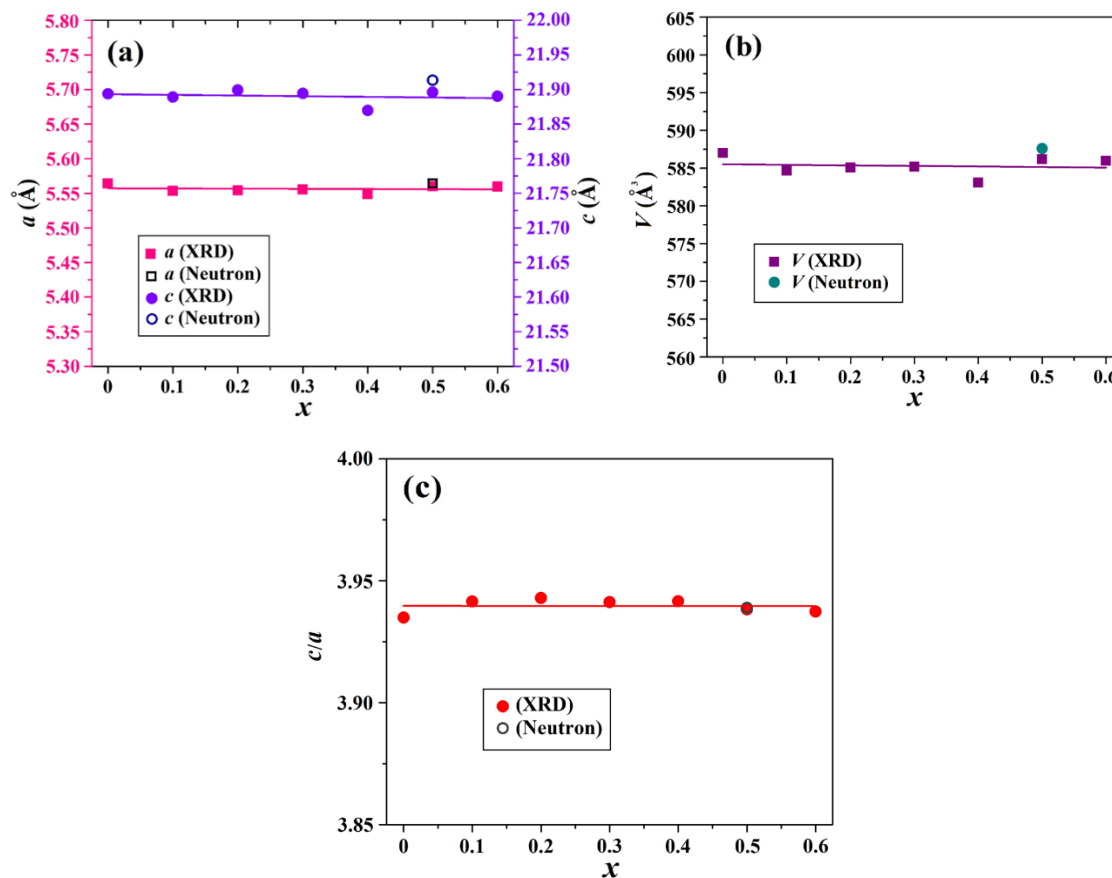 (a)
5.80
5.75
5.70
5.65
5.60
5.55
5.50
5.45
5.40
5.35
5.30
a (Å)
22.00
21.95
21.90
21.85
21.80
21.75
21.70
21.65
21.60
21.55
21.50
c (Å)
a (XRD)
a (Neutron)
c (XRD)
c (Neutron)
0 0.1 0.2 0.3 0.4 0.5 0.6
x
(b)
605
600
595
590
585
580
575
570
565
560
V (Å³)
V (XRD)
V (Neutron)
0 0.1 0.2 0.3 0.4 0.5 0.6
x
(c)
4.00
3.95
3.90
3.85
c/a
(XRD)
(Neutron)
0 0.1 0.2 0.3 0.4 0.5 0.6
x